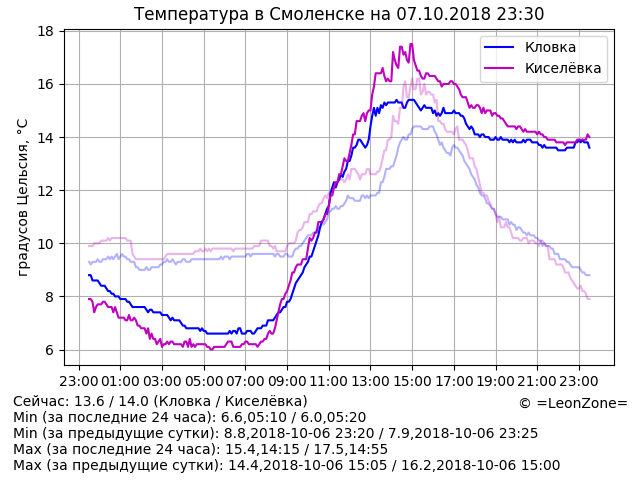 Температура в Смоленске на 07.10.2018 23:30
18
16
14
12
10
8
6
градусов Цельсия, °C
Кловка
Киселёвка
23:00 01:00 03:00 05:00 07:00 09:00 11:00 13:00 15:00 17:00 19:00 21:00 23:00
Сейчас: 13.6 / 14.0 (Кловка / Киселёвка)
© =LeonZone=
Min (за последние 24 часа): 6.6,05:10 / 6.0,05:20
Min (за предыдущие сутки): 8.8,2018-10-06 23:20 / 7.9,2018-10-06 23:25
Max (за последние 24 часа): 15.4,14:15 / 17.5,14:55
Max (за предыдущие сутки): 14.4,2018-10-06 15:05 / 16.2,2018-10-06 15:00